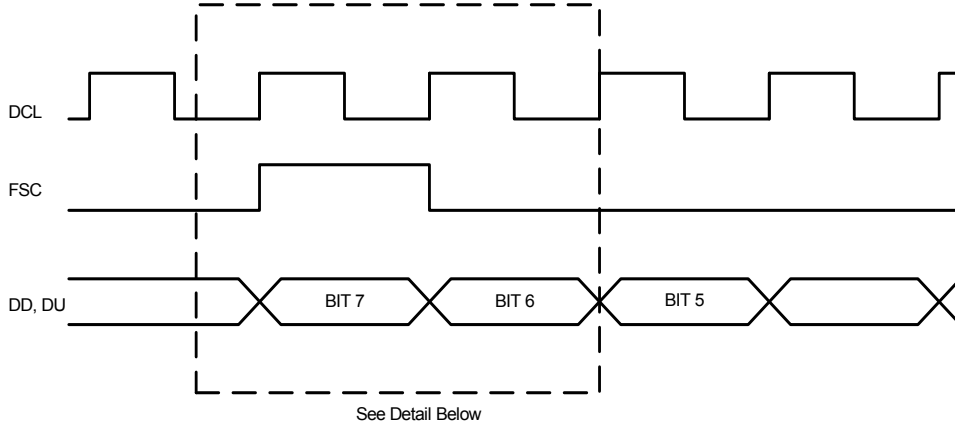 DCL
FSC
DD, DU
BIT 7
BIT 6
BIT 5
See Detail Below